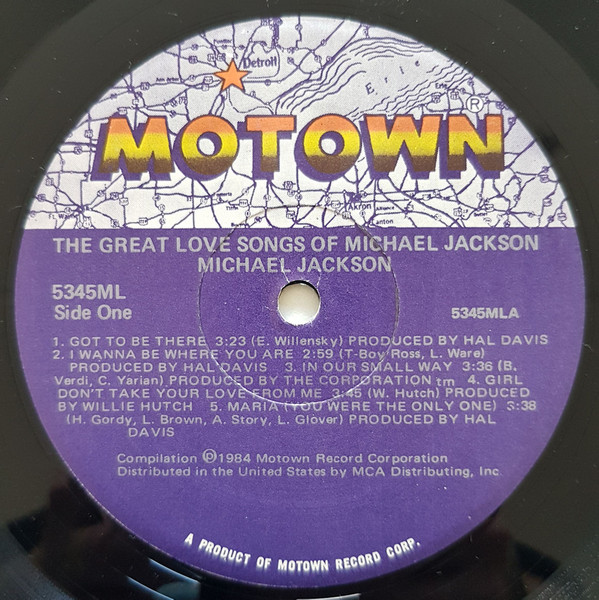 Detroit
Erie
Erie
MOTOWN®
Akron
Canton
THE GREAT LOVE SONGS OF MICHAEL JACKSON
MICHAEL JACKSON
5345ML
Side One
5345MLA
1. GOT TO BE THERE 3:23 (E. Willensky) PRODUCED BY HAL DAVIS
2. I WANNA BE WHERE YOU ARE 2:59 (T-Boy Ross, L. Ware)
PRODUCED BY HAL DAVIS 3. IN OUR SMALL WAY 3:36 (B.
Verdi, C. Yarian) PRODUCED BY THE CORPORATION tm 4. GIRL
DON'T TAKE YOUR LOVE FROM ME 3:45 (W. Hutch) PRODUCED
BY WILLIE HUTCH 5. MARIA (YOU WERE THE ONLY ONE) 3:38
(H. Gordy, L. Brown, A. Story, L. Glover) PRODUCED BY HAL
DAVIS
Compilation ℗1984 Motown Record Corporation
Distributed in the United States by MCA Distributing, Inc.
A PRODUCT OF MOTOWN RECORD CORP.